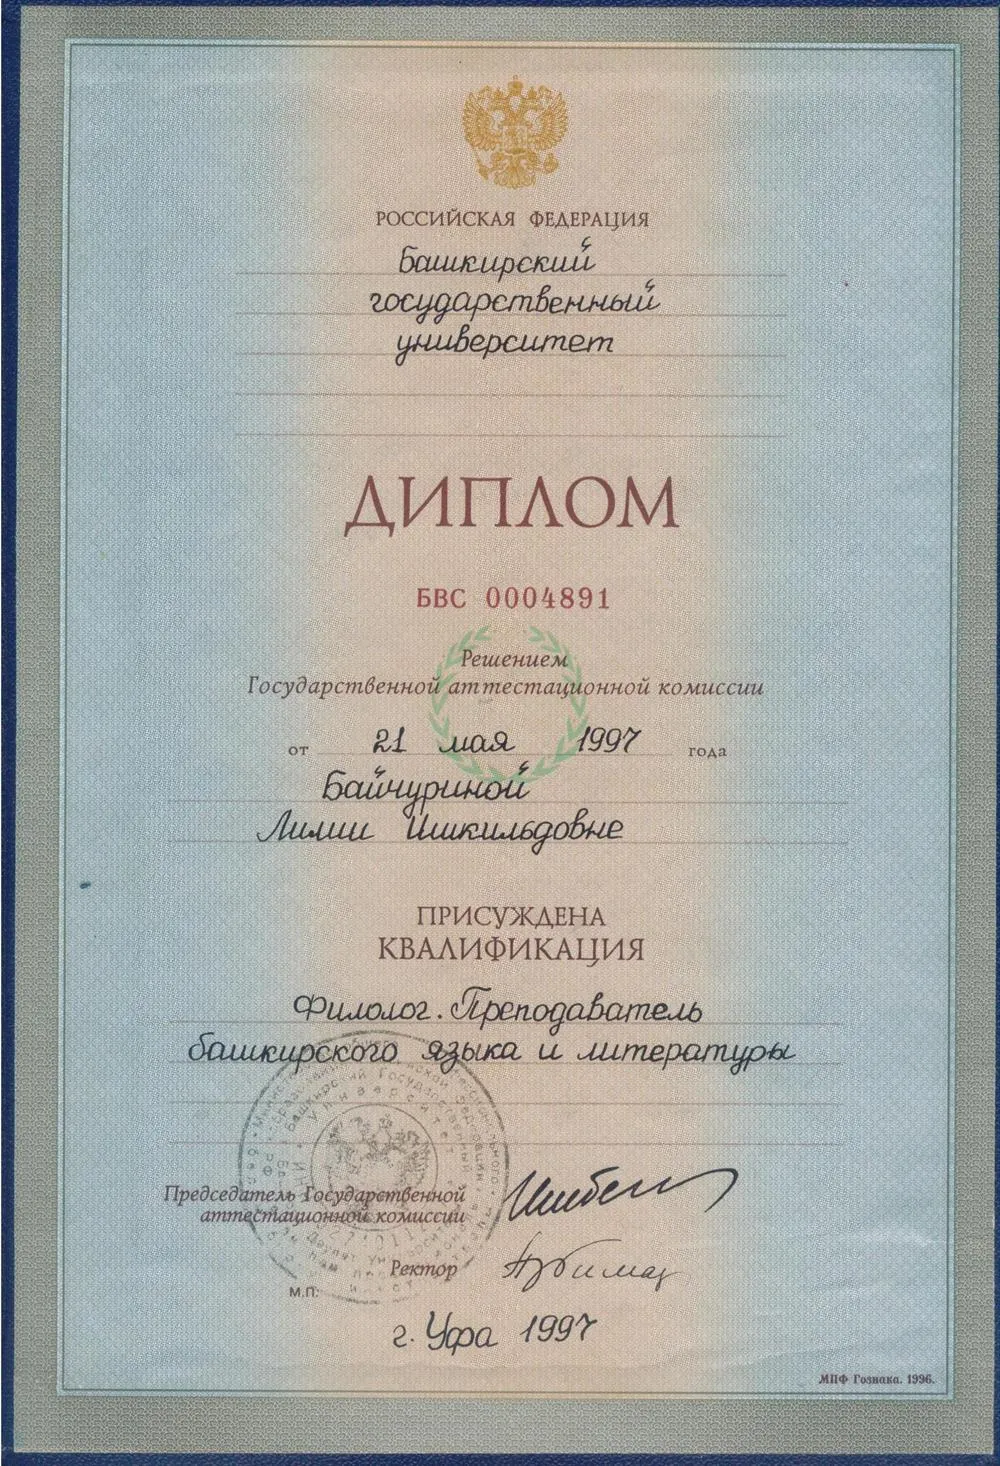 РОССИЙСКАЯ ФЕДЕРАЦИЯ
Башкирский
государственный
университет
ДИПЛОМ
БВС 0004891
Решением
Государственной аттестационной комиссии
от 21 мая 1997 года
Байчуриной
Лилии Ишкильдовне
ПРИСУЖДЕНА
КВАЛИФИКАЦИЯ
Филолог. Преподаватель
башкирского языка и литературы
Председатель Государственной
аттестационной комиссии
Ректор
М.П.
г. Уфа 1997
МПФ Гознака. 1996.